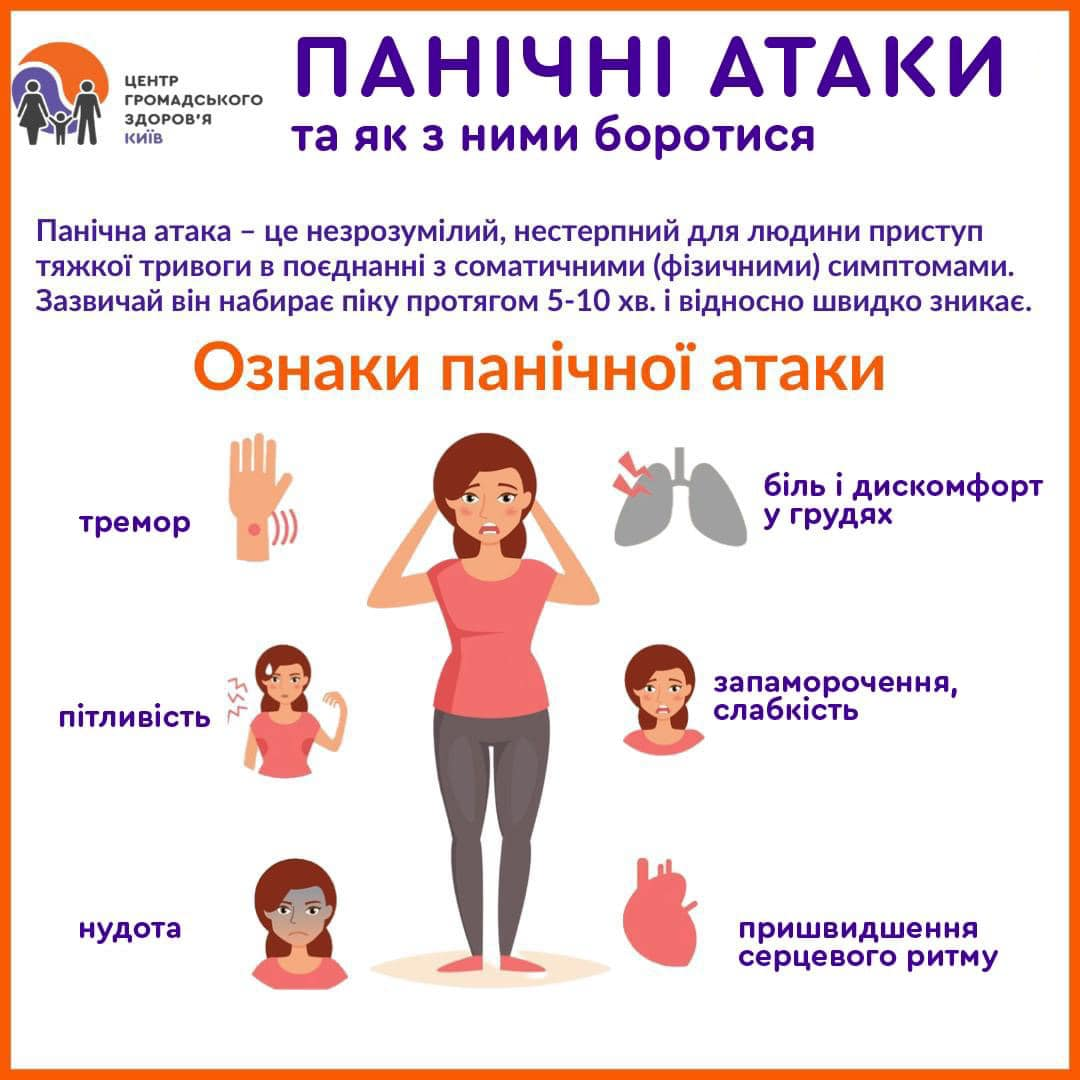 ЦЕНТР
ГРОМАДСЬКОГО
ЗДОРОВ'Я
КИЇВ
ПАНІЧНІ АТАКИ
та як з ними боротися
Панічна атака – це незрозумілий, нестерпний для людини приступ
тяжкої тривоги в поєднанні з соматичними (фізичними) симптомами.
Зазвичай він набирає піку протягом 5-10 хв. і відносно швидко зникає.
Ознаки панічної атаки
тремор
біль і дискомфорт
у грудях
пітливість
запаморочення,
слабкість
нудота
пришвидшення
серцевого ритму